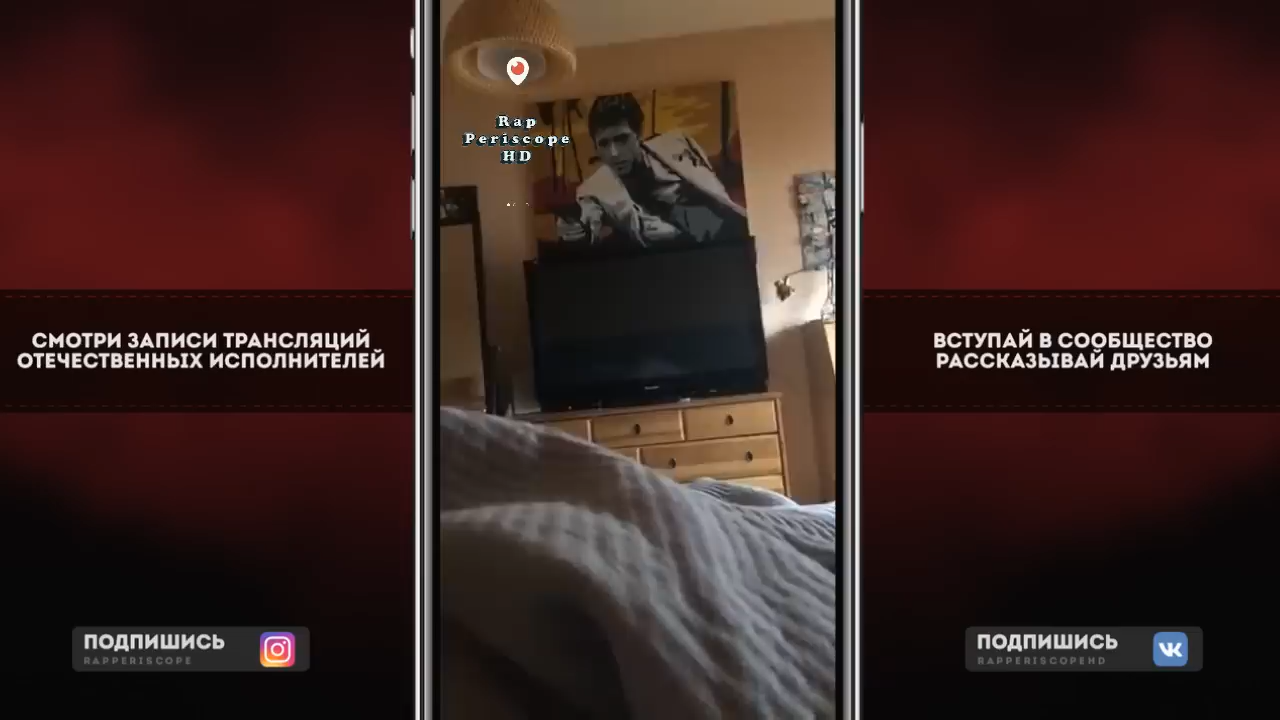 Rap
Periscope
HD
СМОТРИ ЗАПИСИ ТРАНСЛЯЦИЙ
ОТЕЧЕСТВЕННЫХ ИСПОЛНИТЕЛЕЙ
ВСТУПАЙ В СООБЩЕСТВО
РАССКАЗЫВАЙ ДРУЗЬЯМ
ПОДПИШИСЬ
RAPPERISCOPE
ПОДПИШИСЬ
RAPPERISCOPEHD